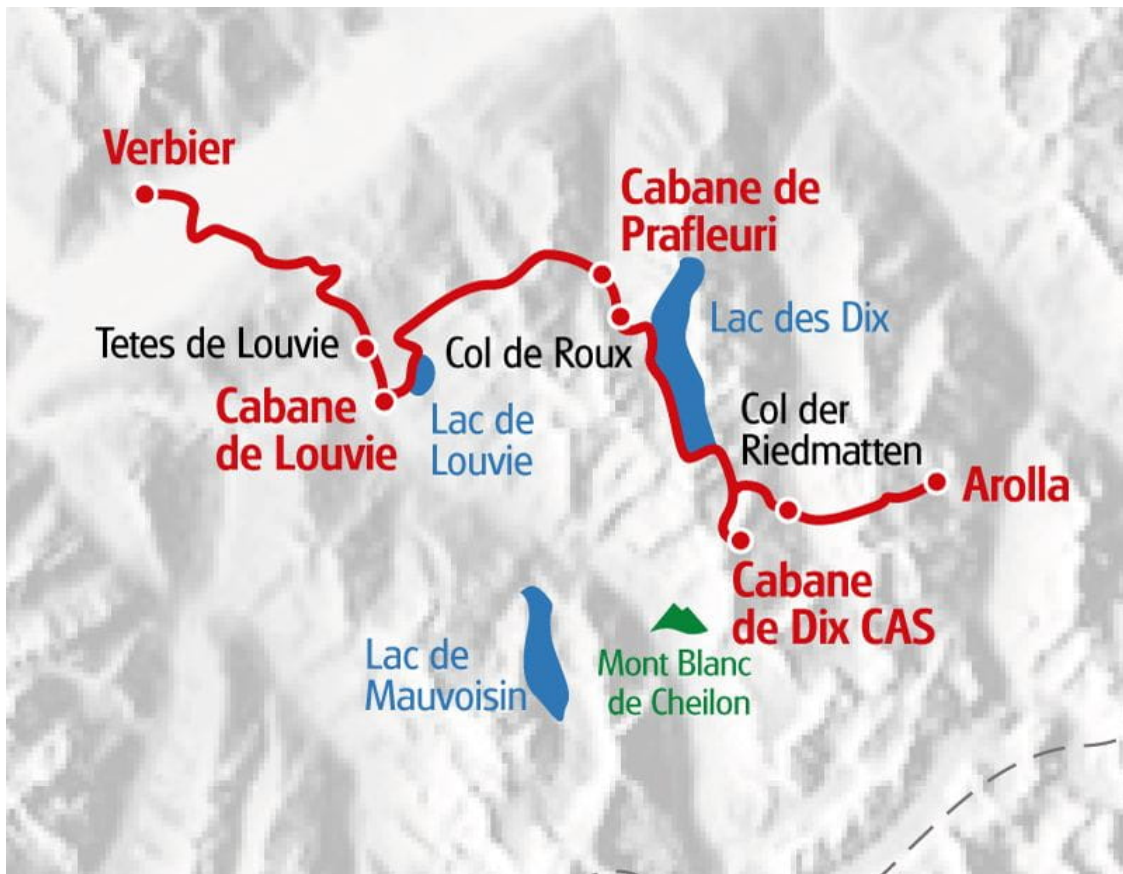 Verbier
Cabane de
Prafleuri
Lac des Dix
Tetes de Louvie
Col de Roux
Cabane
de Louvie
Lac de
Louvie
Col der
Riedmatten
Arolla
Cabane
de Dix CAS
Lac de
Mauvoisin
Mont Blanc
de Cheilon